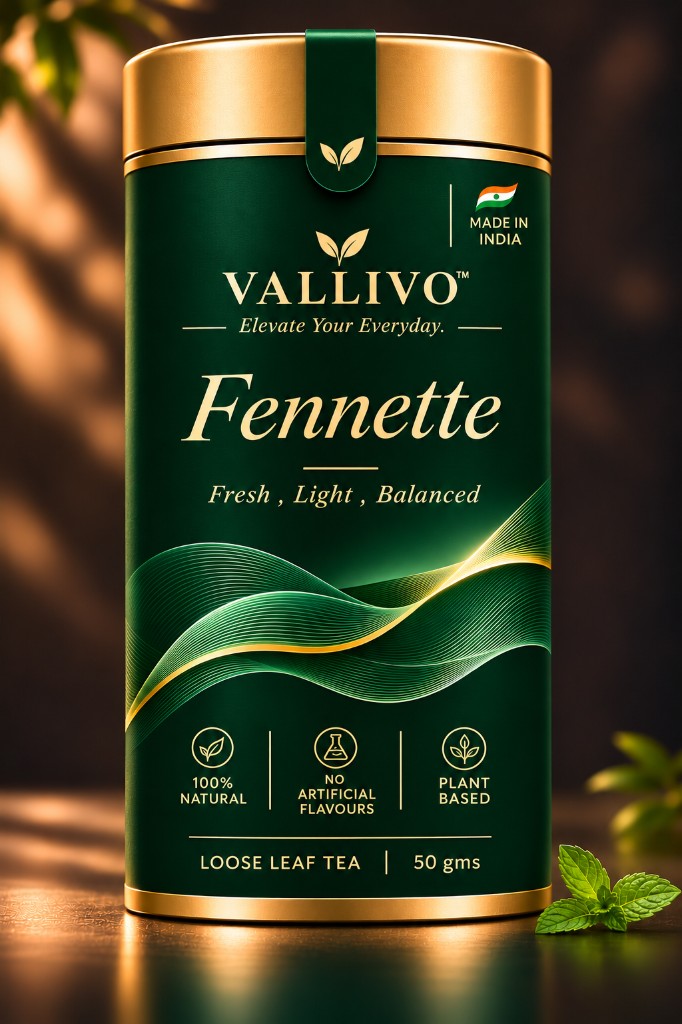 MADE IN
INDIA
VALLIVO™
Elevate Your Everyday.
Fennette
Fresh , Light , Balanced
100%
NATURAL
NO
ARTIFICIAL
FLAVOURS
PLANT
BASED
LOOSE LEAF TEA | 50 gms